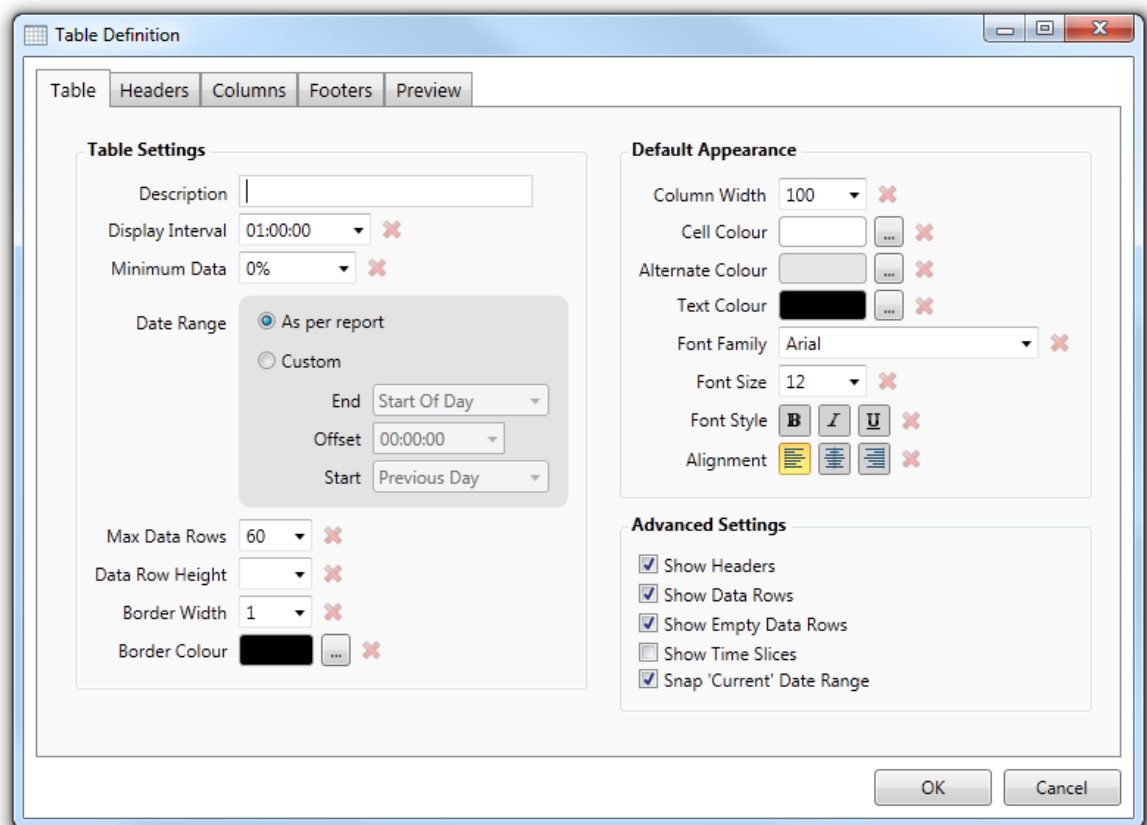 Table Definition
Table Headers Columns Footers Preview
Table Settings
Description
Display Interval 01:00:00
Minimum Data 0%
Date Range As per report
Custom
End Start Of Day
Offset 00:00:00
Start Previous Day
Max Data Rows 60
Data Row Height
Border Width 1
Border Colour ...
Default Appearance
Column Width 100
Cell Colour ...
Alternate Colour ...
Text Colour ...
Font Family Arial
Font Size 12
Font Style B I U
Alignment
Advanced Settings
Show Headers
Show Data Rows
Show Empty Data Rows
Show Time Slices
Snap 'Current' Date Range
OK Cancel